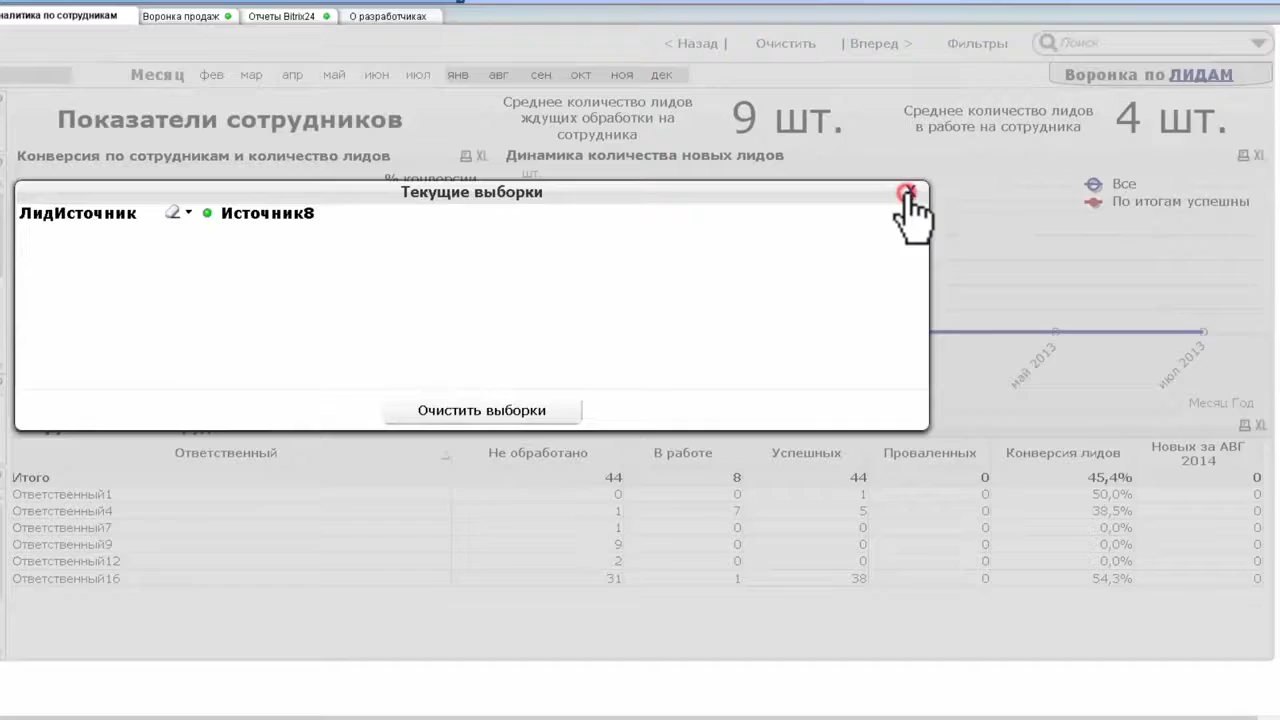 налитика по сотрудникам
Воронка продаж
Отчеты Bitrix24
О разработчиках
< Назад |
Очистить
| Вперед >
Фильтры
Поиск
Месяц фев мар апр май июн июл янв авг сен окт ноя дек
Воронка по ЛИДАМ
Показатели сотрудников
Среднее количество лидов
ждущих обработки на
сотрудника
9 шт.
Среднее количество лидов
в работе на сотрудника
4 шт.
Конверсия по сотрудникам и количество лидов
XL
Динамика количества новых лидов
XL
% конверсии
шт.
Все
По итогам успешны
Текущие выборки
X
ЛидИсточник
Источник8
Очистить выборки
май 2013
июл 2013
Месяц Год
XL
Ответственный Не обработано В работе Успешных Проваленных Конверсия лидов Новых за АВГ
2014
Итого 44 8 44 0 45,4% 0
Ответственный1 0 0 1 0 50,0% 0
Ответственный4 1 7 5 0 38,5% 0
Ответственный7 1 0 0 0 0,0% 0
Ответственный9 9 0 0 0 0,0% 0
Ответственный12 2 0 0 0 0,0% 0
Ответственный16 31 1 38 0 54,3% 0